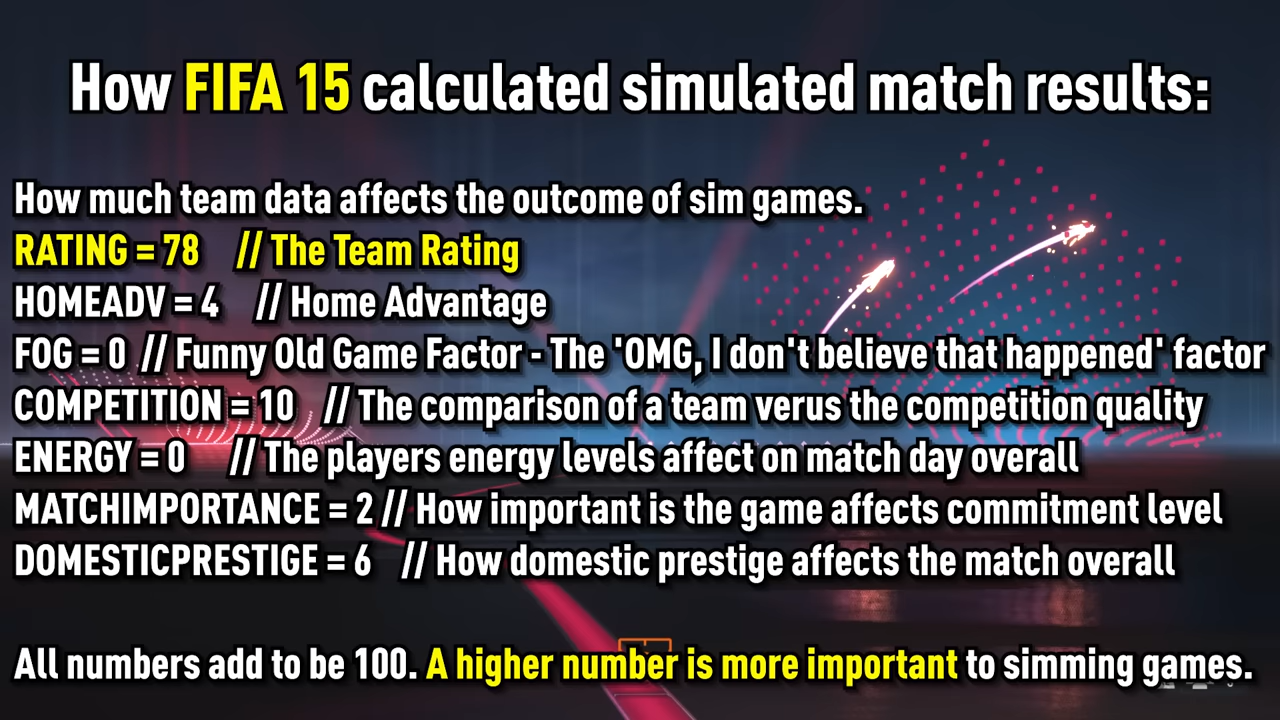 How FIFA 15 calculated simulated match results:
How much team data affects the outcome of sim games.
RATING = 78 // The Team Rating
HOMEADV = 4 // Home Advantage
FOG = 0 // Funny Old Game Factor - The 'OMG, I don't believe that happened' factor
COMPETITION = 10 // The comparison of a team verus the competition quality
ENERGY = 0 // The players energy levels affect on match day overall
MATCHIMPORTANCE = 2 // How important is the game affects commitment level
DOMESTICPRESTIGE = 6 // How domestic prestige affects the match overall
All numbers add to be 100. A higher number is more important to simming games.